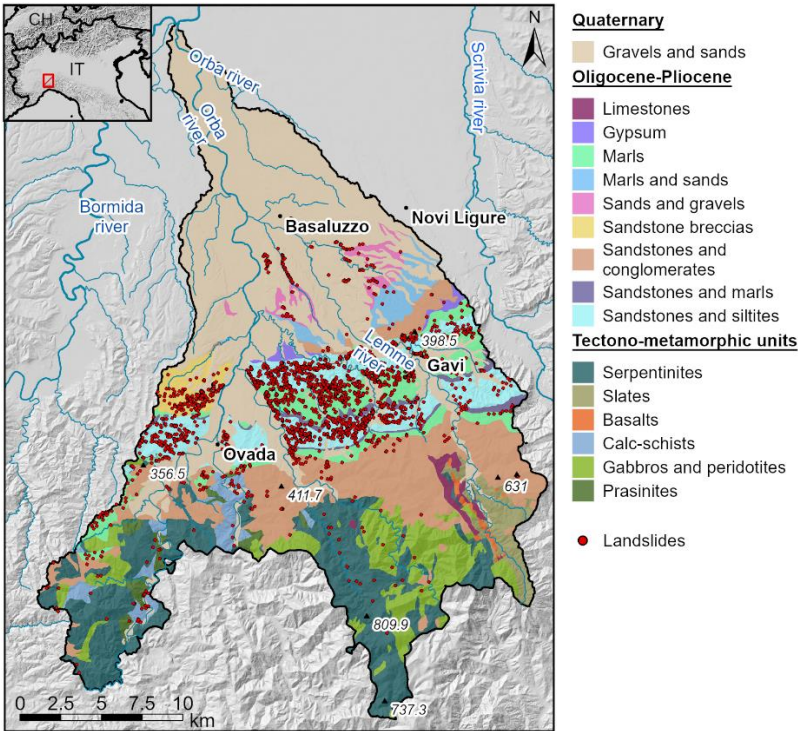 CH
IT
N
Orba river
Orba
river
Scrivia river
Bormida
river
Basaluzzo
Novi Ligure
Lemme
river
398.5
Gavi
Ovada
356.5
411.7
631
809.9
737.3
0 2.5 5 7.5 10
km
Quaternary
Gravels and sands
Oligocene-Pliocene
Limestones
Gypsum
Marls
Marls and sands
Sands and gravels
Sandstone breccias
Sandstones and
conglomerates
Sandstones and marls
Sandstones and siltites
Tectono-metamorphic units
Serpentinites
Slates
Basalts
Calc-schists
Gabbros and peridotites
Prasinites
Landslides